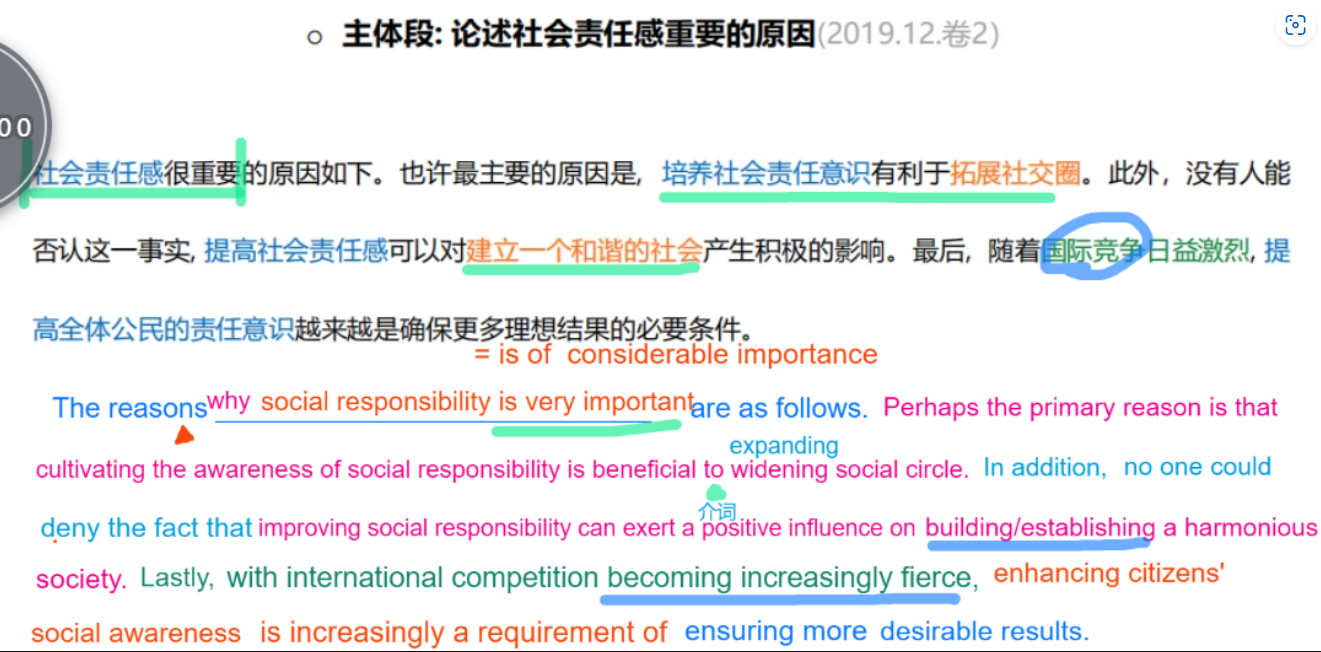 主体段: 论述社会责任感重要的原因(2019.12.卷2)
00
社会责任感很重要的原因如下。也许最主要的原因是, 培养社会责任意识有利于拓展社交圈。此外，没有人能
否认这一事实, 提高社会责任感可以对建立一个和谐的社会产生积极的影响。最后，随着国际竞争日益激烈, 提
高全体公民的责任意识越来越是确保更多理想结果的必要条件。
= is of considerable importance
The reasons why social responsibility is very important are as follows. Perhaps the primary reason is that
expanding
cultivating the awareness of social responsibility is beneficial to widening social circle. In addition, no one could
介词
deny the fact that improving social responsibility can exert a positive influence on building/establishing a harmonious
society. Lastly, with international competition becoming increasingly fierce, enhancing citizens'
social awareness is increasingly a requirement of ensuring more desirable results.